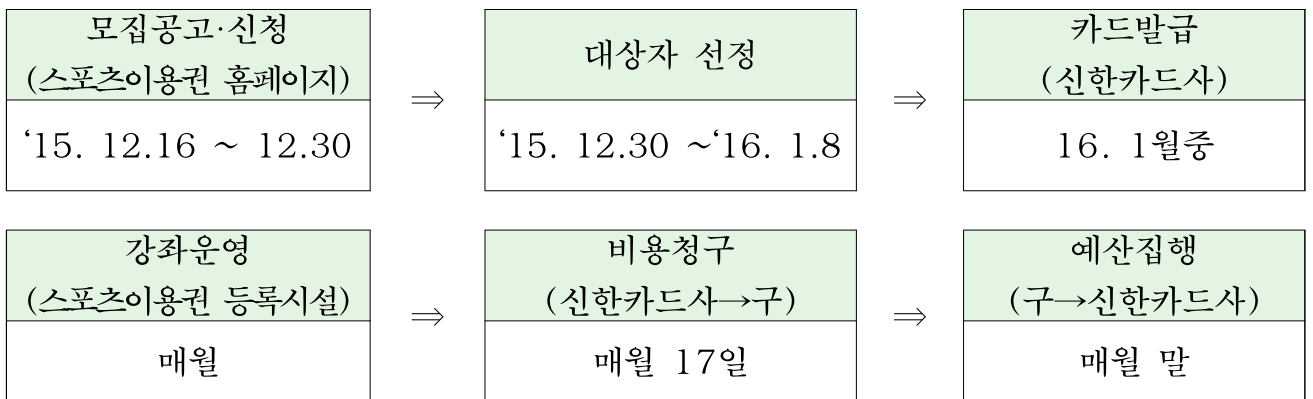 모집공고·신청
(스포츠이용권 홈페이지)
‘15. 12.16 ~ 12.30
⇒
대상자 선정
‘15. 12.30 ~‘16. 1.8
⇒
카드발급
(신한카드사)
16. 1월중
강좌운영
(스포츠이용권 등록시설)
매월
⇒
비용청구
(신한카드사→구)
매월 17일
⇒
예산집행
(구→신한카드사)
매월 말